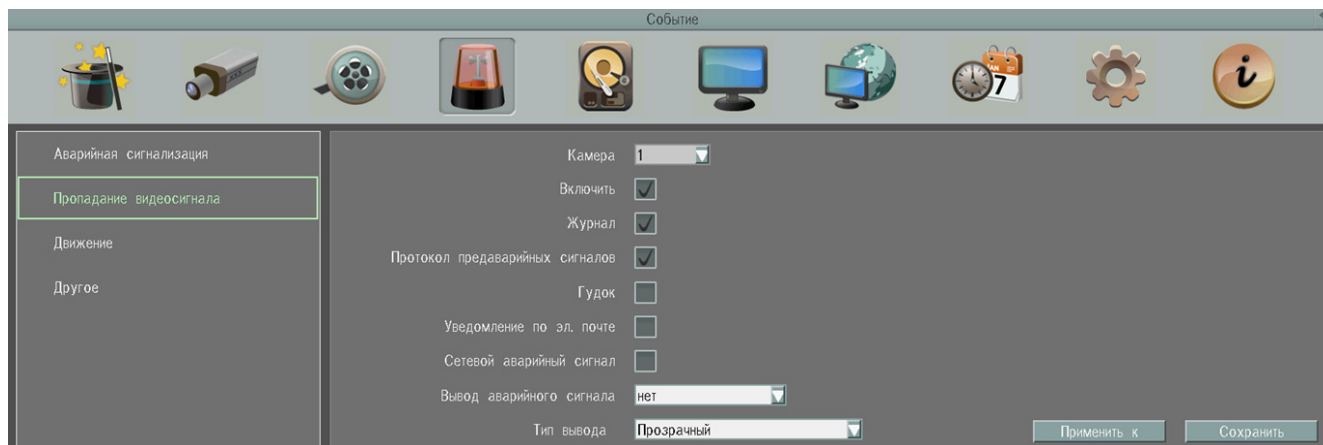 Событие
7
i
Аварийная сигнализация
Пропадание видеосигнала
Движение
Другое
Камера 1
Включить
Журнал
Протокол предаварийных сигналов
Гудок
Уведомление по эл. почте
Сетевой аварийный сигнал
Вывод аварийного сигнала нет
Тип вывода Прозрачный
Применить к Сохранить